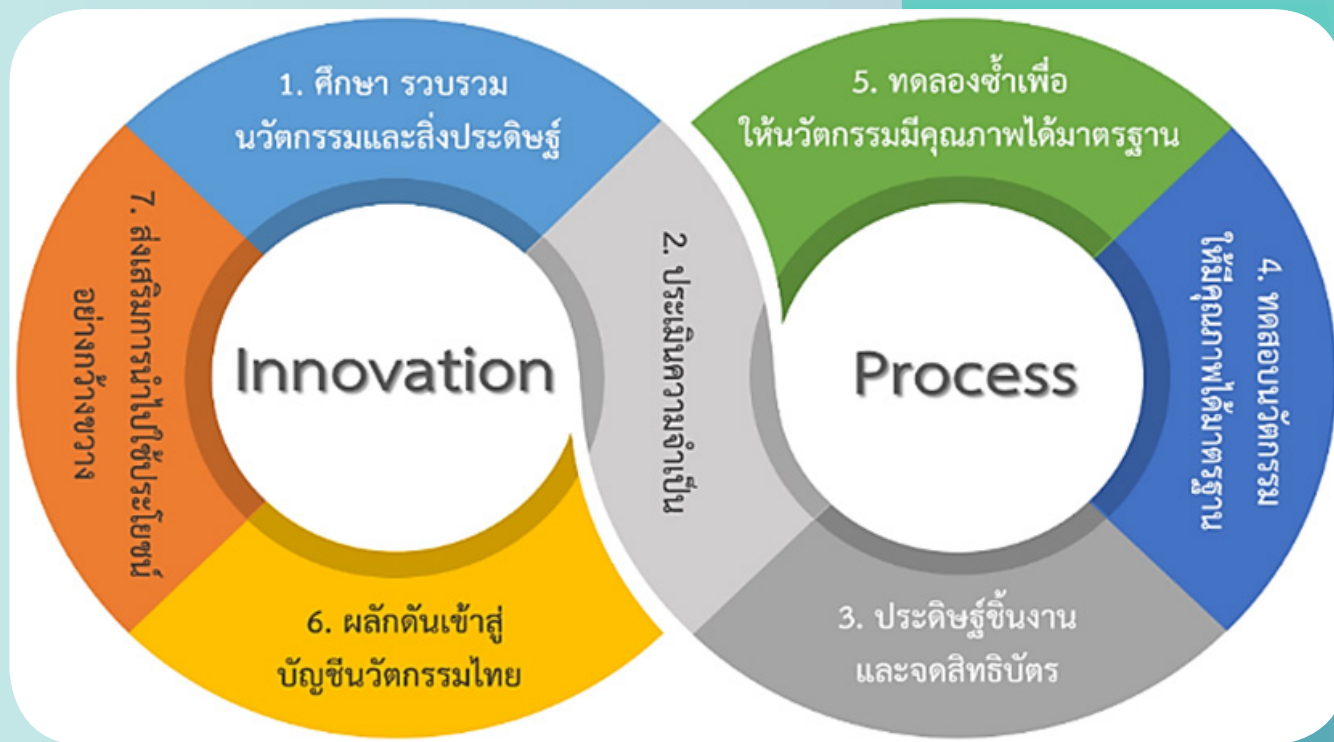 1. ศึกษา รวบรวม
นวัตกรรมและสิ่งประดิษฐ์
2. ประเมินความจำเป็น
3. ประดิษฐ์ชิ้นงาน
และจดสิทธิบัตร
4. ทดสอบนวัตกรรม
ให้มีคุณภาพได้มาตรฐาน
5. ทดลองซ้ำเพื่อ
ให้นวัตกรรมมีคุณภาพได้มาตรฐาน
6. ผลักดันเข้าสู่
บัญชีนวัตกรรมไทย
7. ส่งเสริมการนำไปใช้ประโยชน์
อย่างกว้างขวาง
Innovation
Process